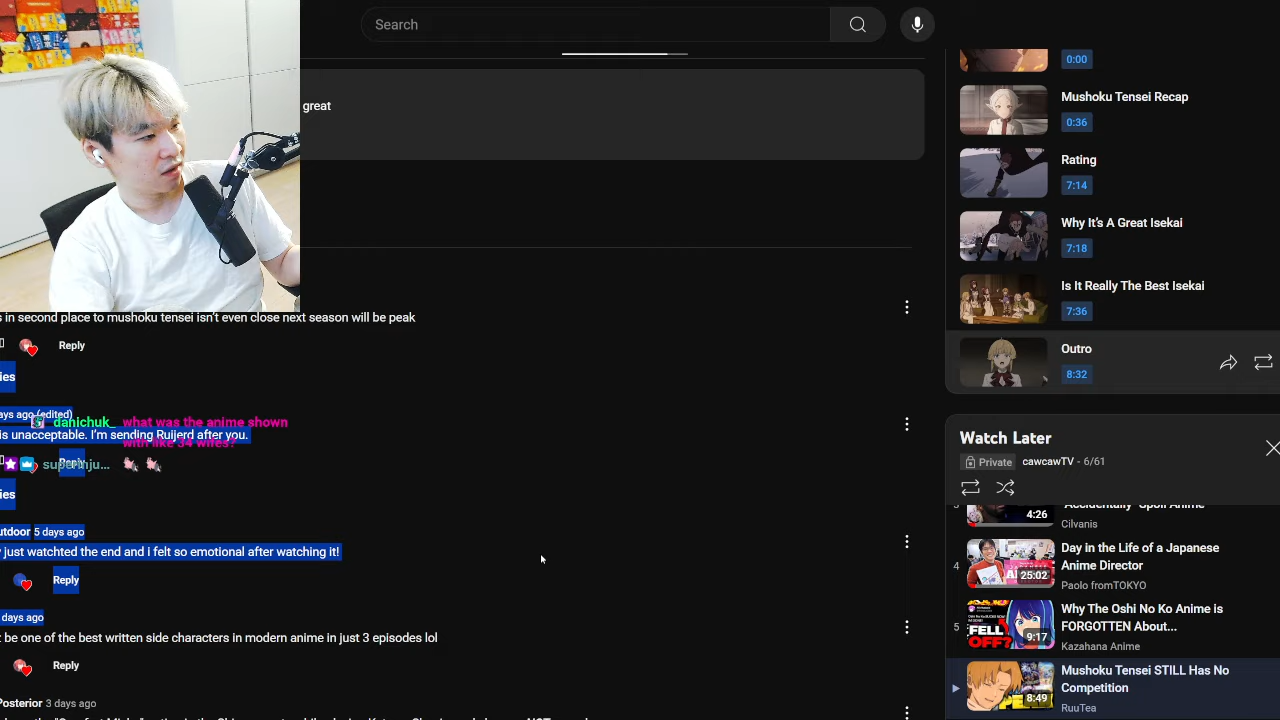 Search
great
s in second place to mushoku tensei isn't even close next season will be peak
Reply
ies
ays ago (edited)
danichuk_ what was the anime shown
with like 34 wifes?
is unacceptable. I'm sending Ruijerd after you.
superinju...
Reply
ies
utdoor 5 days ago
just watchted the end and i felt so emotional after watching it!
Reply
days ago
be one of the best written side characters in modern anime in just 3 episodes lol
Reply
Posterior 3 days ago
0:00
Mushoku Tensei Recap
0:36
Rating
7:14
Why It's A Great Isekai
7:18
Is It Really The Best Isekai
7:36
Outro
8:32
Watch Later
Private cawcawTV - 6/61
"Accidentally" Spoil Anime
4:26
Cilvanis
4
Day in the Life of a Japanese
Anime Director
25:02
Paolo fromTOKYO
5
Why The Oshi No Ko Anime is
FORGOTTEN About...
FELL
OFF?
9:17
Kazahana Anime
Mushoku Tensei STILL Has No
Competition
8:49
RuuTea